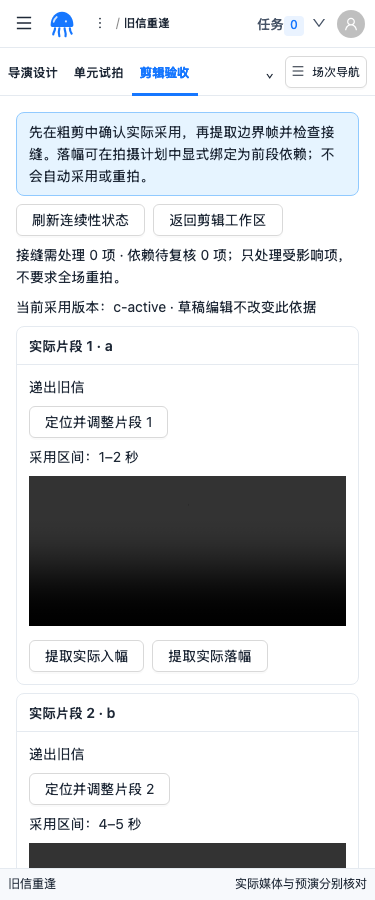 / 旧信重逢
任务 0
导演设计 单元试拍 剪辑验收
场次导航
先在粗剪中确认实际采用，再提取边界帧并检查接
缝。落幅可在拍摄计划中显式绑定为前段依赖；不
会自动采用或重拍。
刷新连续性状态 返回剪辑工作区
接缝需处理 0 项 · 依赖待复核 0 项；只处理受影响项，
不要求全场重拍。
当前采用版本：c-active · 草稿编辑不改变此依据
实际片段 1 · a
递出旧信
定位并调整片段 1
采用区间：1–2 秒
提取实际入幅 提取实际落幅
实际片段 2 · b
递出旧信
定位并调整片段 2
采用区间：4–5 秒
旧信重逢 实际媒体与预演分别核对